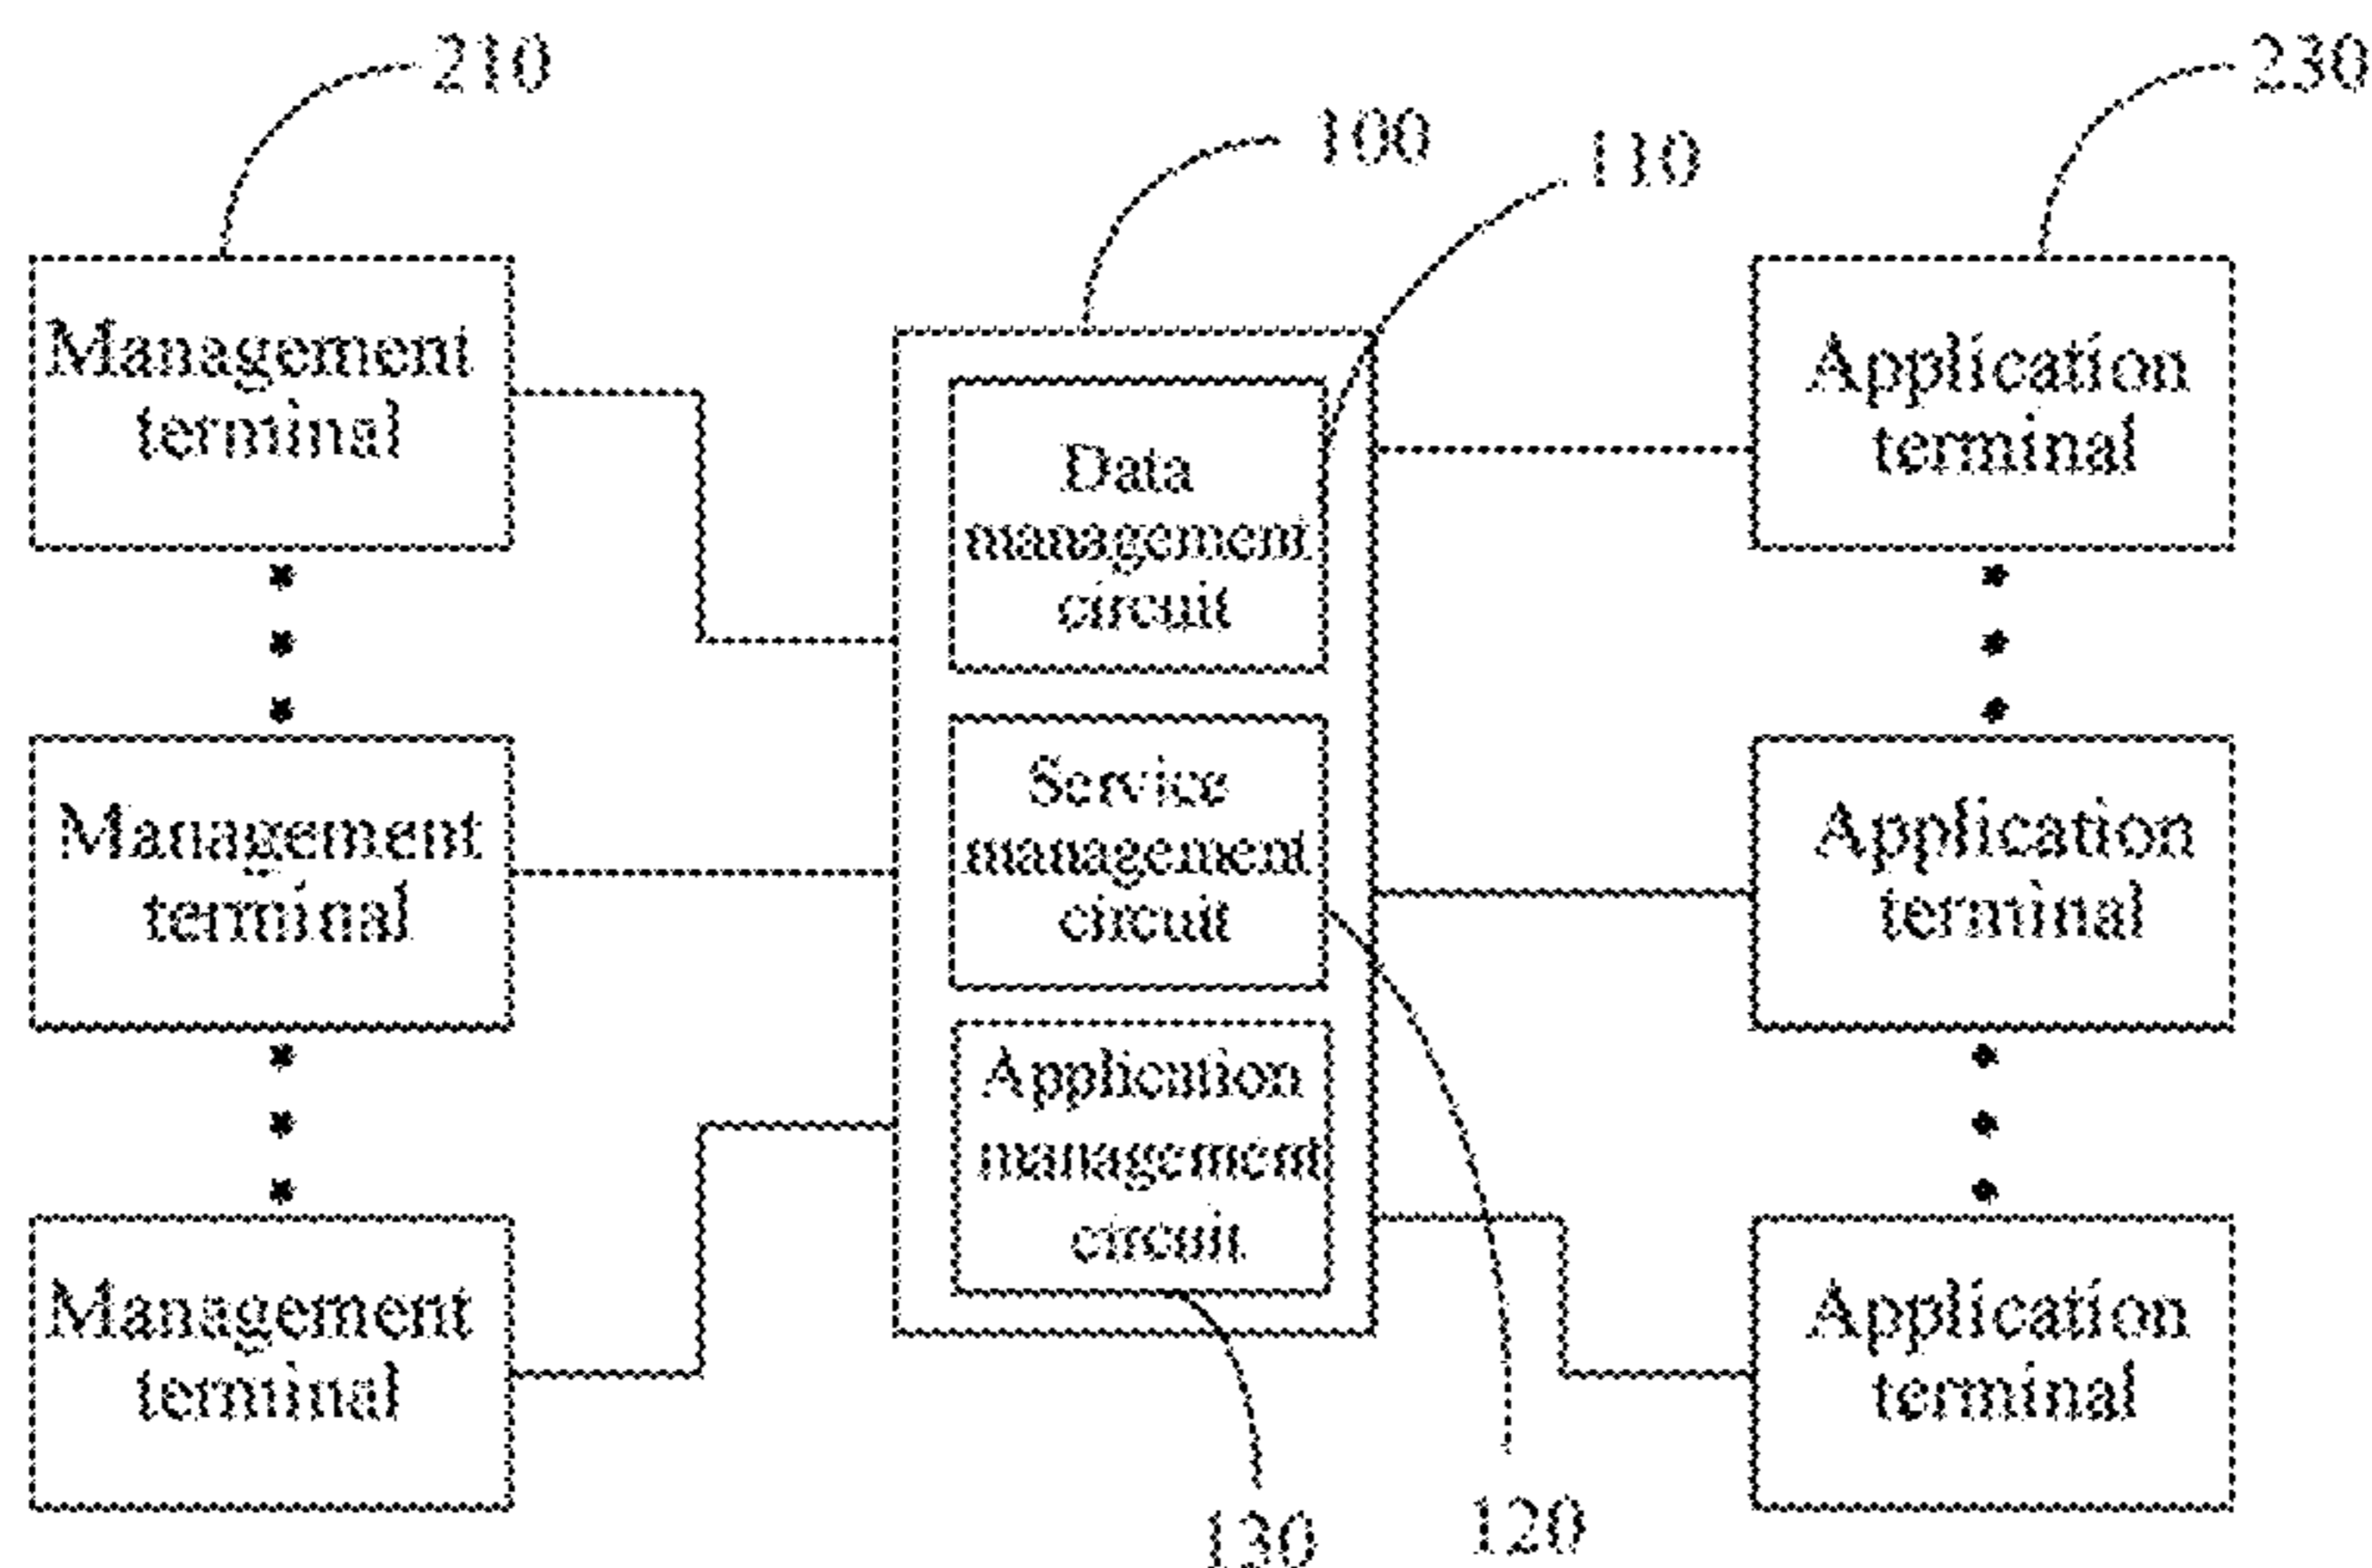 210
230
100
110
Management
terminal
Data
management
circuit
Application
terminal
Management
terminal
Service
management
circuit
Application
terminal
Management
terminal
Application
management
circuit
Application
terminal
130
120